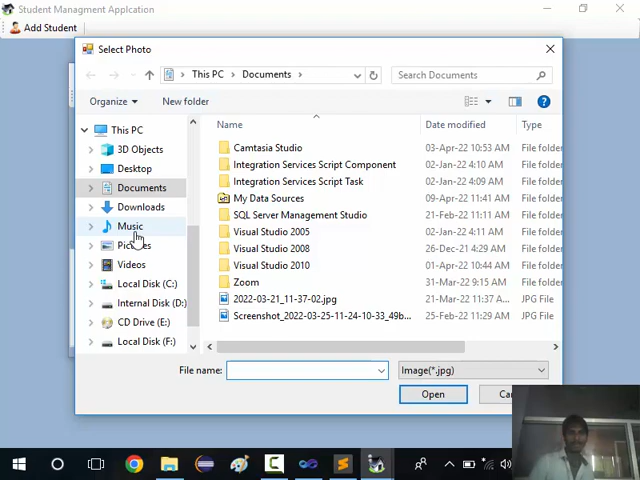 Student Managment Application
Add Student
Select Photo
This PC
Documents
Search Documents
Organize
New folder
Name
Date modified
Type
This PC
3D Objects
Desktop
Documents
Downloads
Music
Pictures
Videos
Local Disk (C:)
Internal Disk (D:)
CD Drive (E:)
Local Disk (F:)
Camtasia Studio 03-Apr-22 10:53 AM File folder
Integration Services Script Component 02-Jan-22 4:10 AM File folder
Integration Services Script Task 02-Jan-22 4:09 AM File folder
My Data Sources 09-Apr-22 11:41 AM File folder
SQL Server Management Studio 21-Feb-22 11:11 AM File folder
Visual Studio 2005 02-Jan-22 4:11 AM File folder
Visual Studio 2008 26-Dec-21 4:29 AM File folder
Visual Studio 2010 01-Apr-22 10:44 AM File folder
Zoom 31-Mar-22 9:15 AM File folder
2022-03-21_11-37-02.jpg 21-Mar-22 11:37 A... JPG File
Screenshot_2022-03-25-11-24-10-33_49b... 25-Feb-22 11:29 AM JPG File
File name:
Image(*.jpg)
Open
Ca